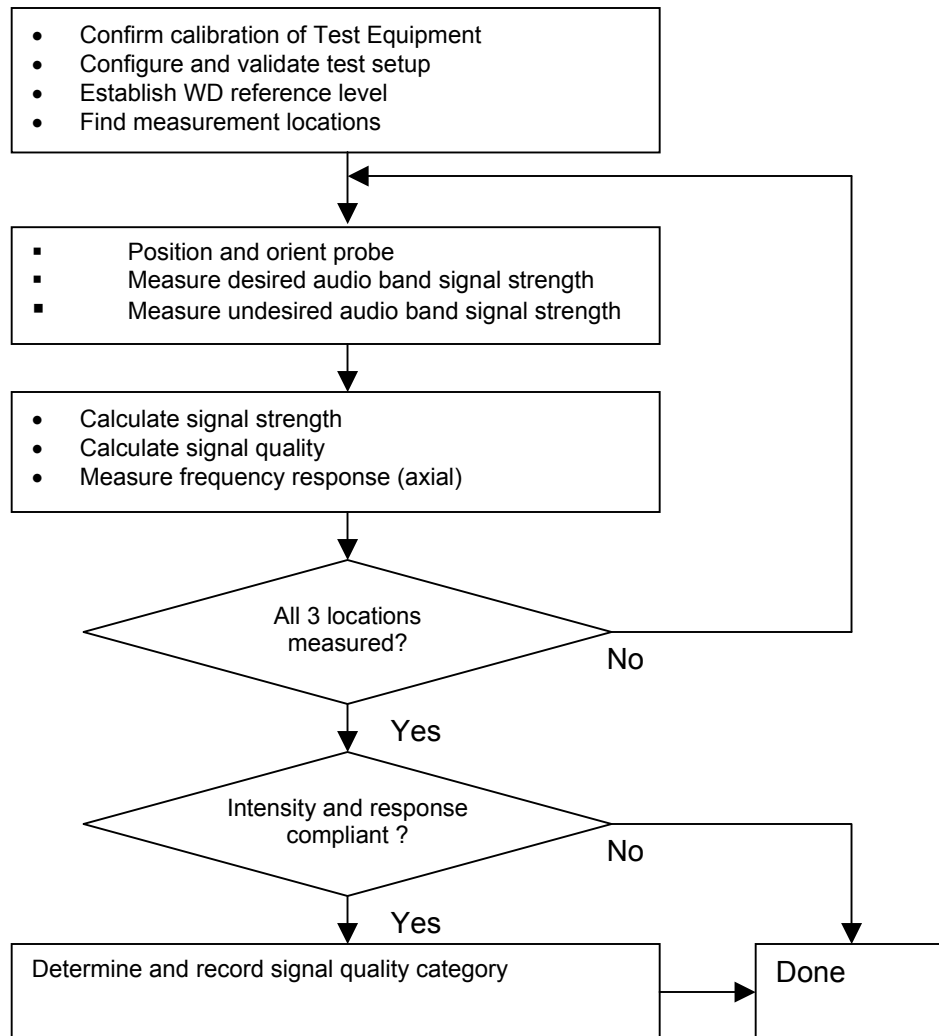 • Confirm calibration of Test Equipment
• Configure and validate test setup
• Establish WD reference level
• Find measurement locations
▪ Position and orient probe
▪ Measure desired audio band signal strength
▪ Measure undesired audio band signal strength
• Calculate signal strength
• Calculate signal quality
• Measure frequency response (axial)
All 3 locations
measured?
No
Yes
Intensity and response
compliant ?
No
Yes
Determine and record signal quality category
Done